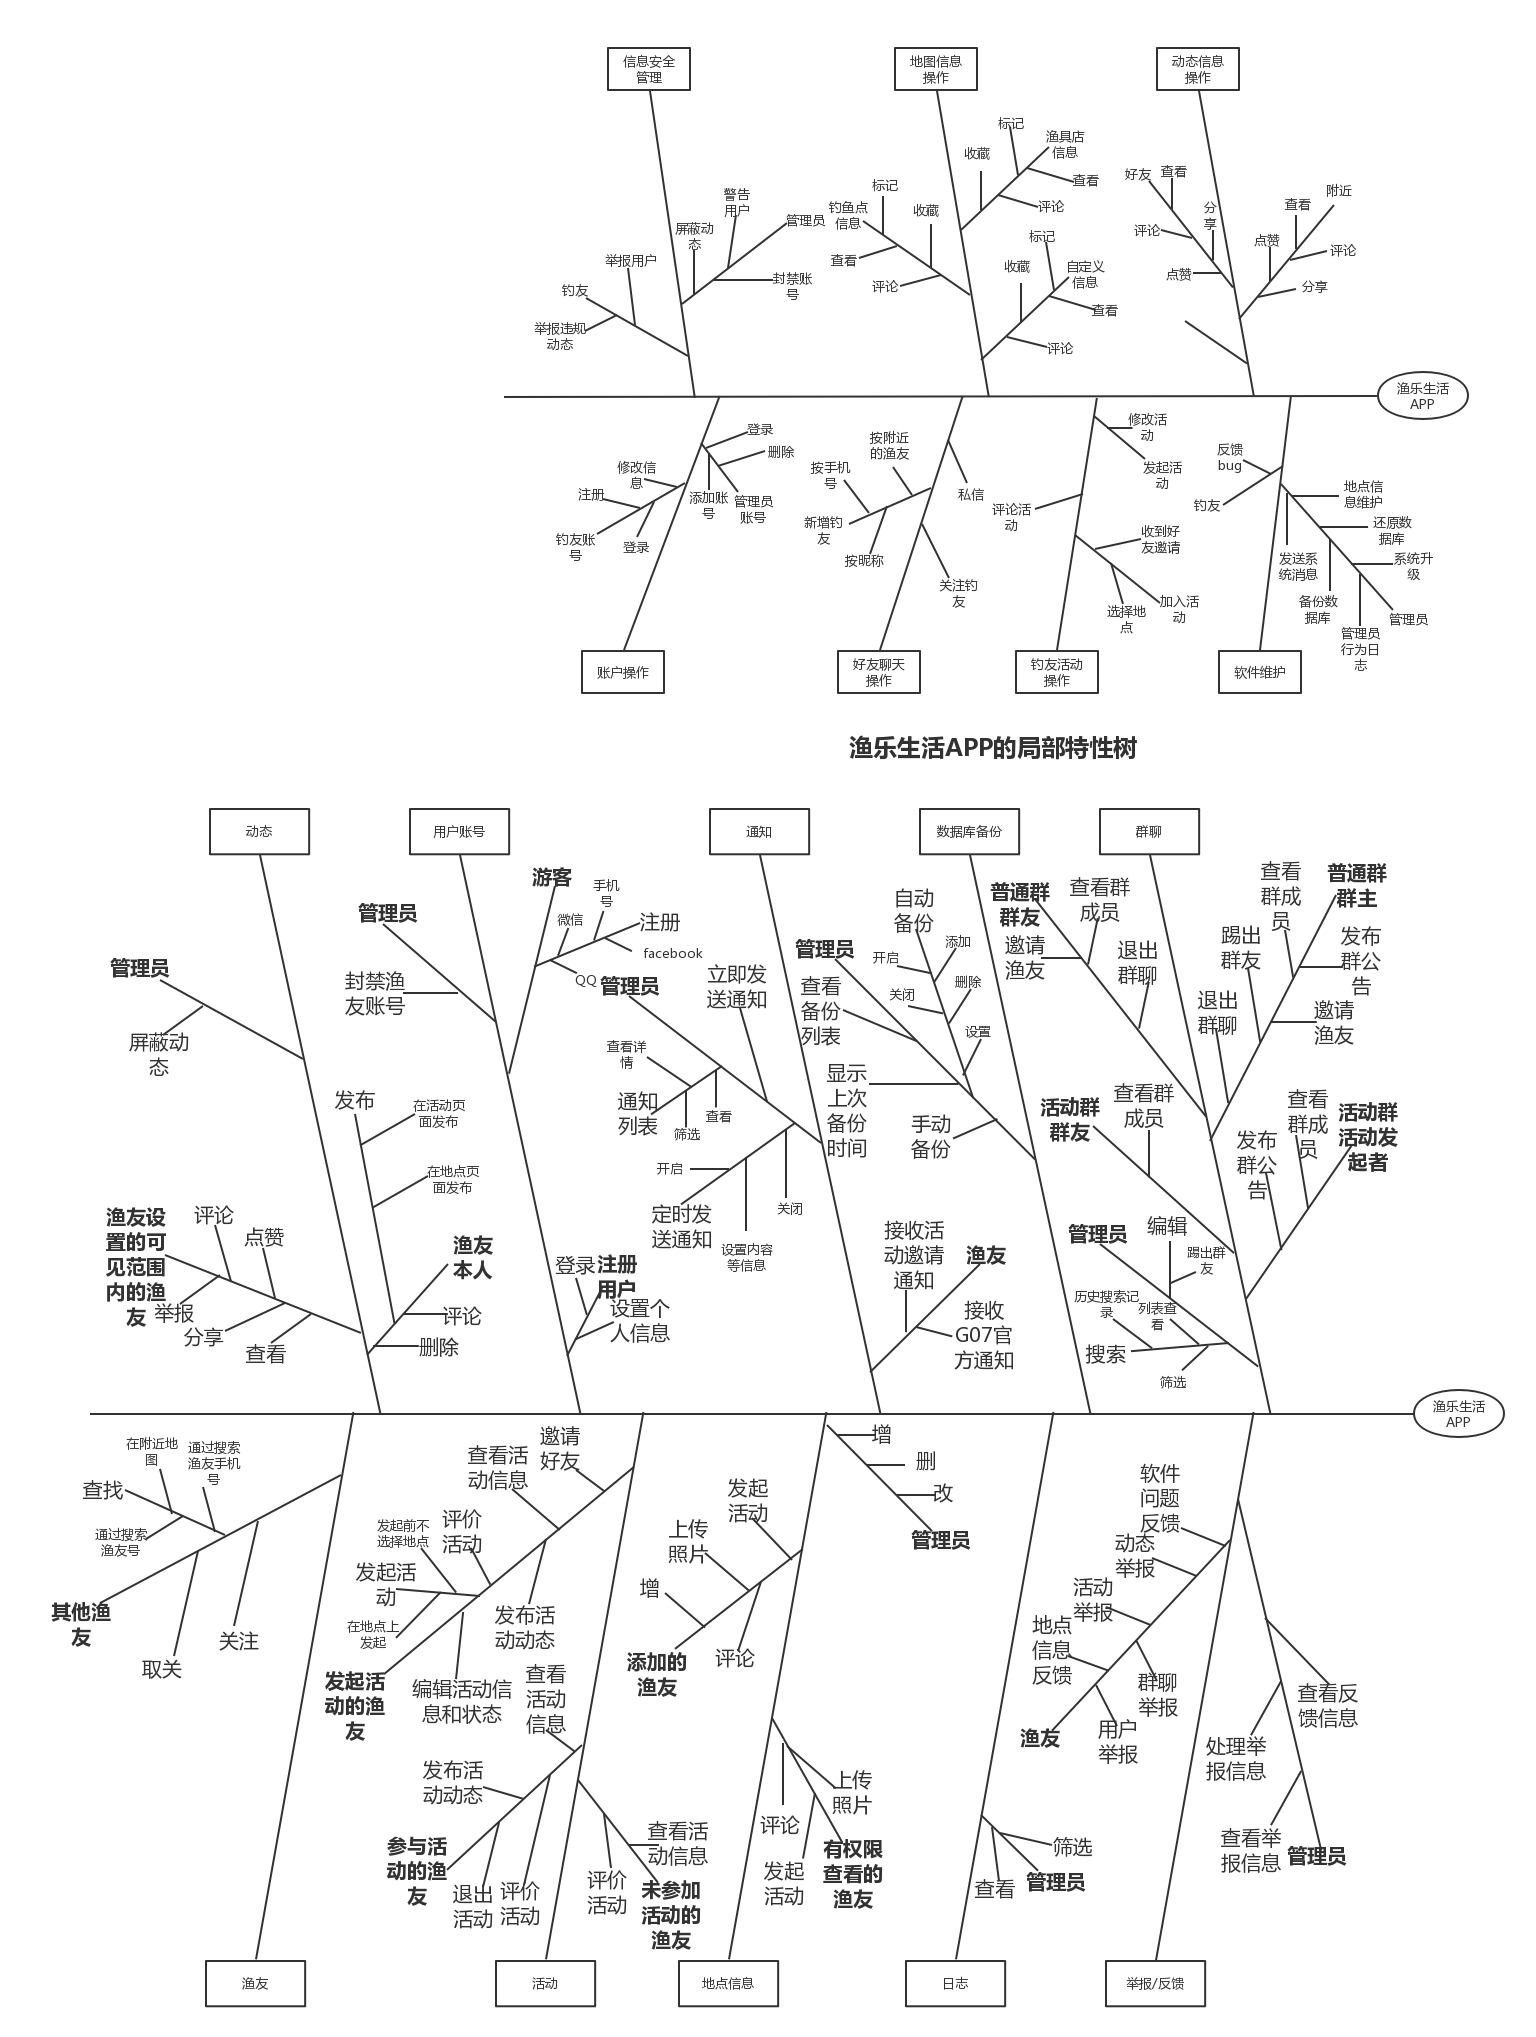 信息安全
管理
地图信息
操作
动态信息
操作
警告
用户
屏蔽动
态
管理员
举报用户
封禁账
号
钓友
举报违规
动态
标记
渔具店
信息
收藏
查看
标记
钓鱼点
信息
收藏
评论
查看
评论
标记
收藏
自定义
信息
查看
评论
好友
查看
分
享
评论
点赞
附近
查看
点赞
评论
分享
渔乐生活
APP
登录
删除
修改信
息
注册
添加账
号
管理员
账号
钓友账
号
登录
按附近
的渔友
按手机
号
私信
新增钓
友
按昵称
关注钓
友
修改活
动
发起活
动
评论活
动
收到好
友邀请
选择地
点
加入活
动
反馈
bug
钓友
地点信
息维护
还原数
据库
发送系
统消息
系统升
级
备份数
据库
管理员
管理员
行为日
志
账户操作
好友聊天
操作
钓友活动
操作
软件维护
渔乐生活APP的局部特性树
动态
用户账号
通知
数据库备份
群聊
管理员
屏蔽动
态
渔友设
置的可
见范围
内的渔
友
评论
点赞
举报
分享
查看
发布
在活动页
面发布
在地点页
面发布
渔友
本人
评论
删除
管理员
封禁渔
友账号
游客
手机
号
微信
注册
facebook
QQ
登录
注册
用户
设置个
人信息
管理员
立即发
送通知
查看详
情
通知
列表
筛选
查看
开启
定时发
送通知
设置内容
等信息
关闭
接收活
动邀请
通知
渔友
接收
G07官
方通知
管理员
自动
备份
添加
开启
删除
关闭
设置
查看
备份
列表
显示
上次
备份
时间
手动
备份
普通群
群友
查看群
成员
邀请
渔友
退出
群聊
查看
群成
员
普通群
群主
踢出
群友
发布
群公
告
退出
群聊
邀请
渔友
活动群
群友
查看群
成员
查看
群成
员
活动群
活动发
起者
发布
群公
告
管理员
编辑
踢出群
友
历史搜索记
录
列表查
看
搜索
筛选
渔乐生活
APP
在附近地
图
通过搜索
渔友手机
号
查找
通过搜索
渔友号
其他渔
友
取关
关注
邀请
好友
查看活
动信息
评价
活动
发起前不
选择地点
发起活
动
在地点上
发起
发布活
动动态
发起活
动的渔
友
编辑活动信
息和状态
查看
活动
信息
发布活
动动态
参与活
动的渔
友
退出
活动
评价
活动
查看活
动信息
评价
活动
未参加
活动的
渔友
增
删
改
管理员
发起
活动
上传
照片
增
添加的
渔友
评论
上传
照片
评论
发起
活动
有权限
查看的
渔友
筛选
查看
管理员
软件
问题
反馈
动态
举报
活动
举报
地点
信息
反馈
渔友
群聊
举报
用户
举报
查看反
馈信息
处理举
报信息
查看举
报信息
管理员
渔友
活动
地点信息
日志
举报/反馈